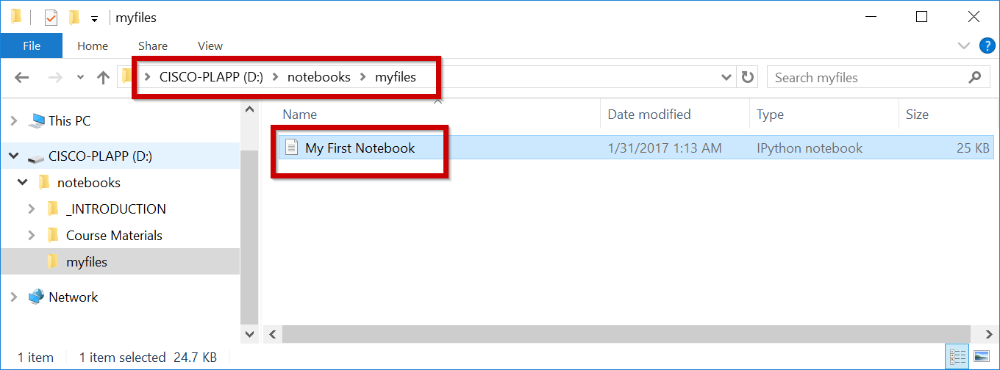 myfiles
File Home Share View ?
CISCO-PLAPP (D:) notebooks myfiles Search myfiles
This PC
CISCO-PLAPP (D:)
notebooks
_INTRODUCTION
Course Materials
myfiles
Network
Name Date modified Type Size
My First Notebook 1/31/2017 1:13 AM IPython notebook 25 KB
1 item 1 item selected 24.7 KB